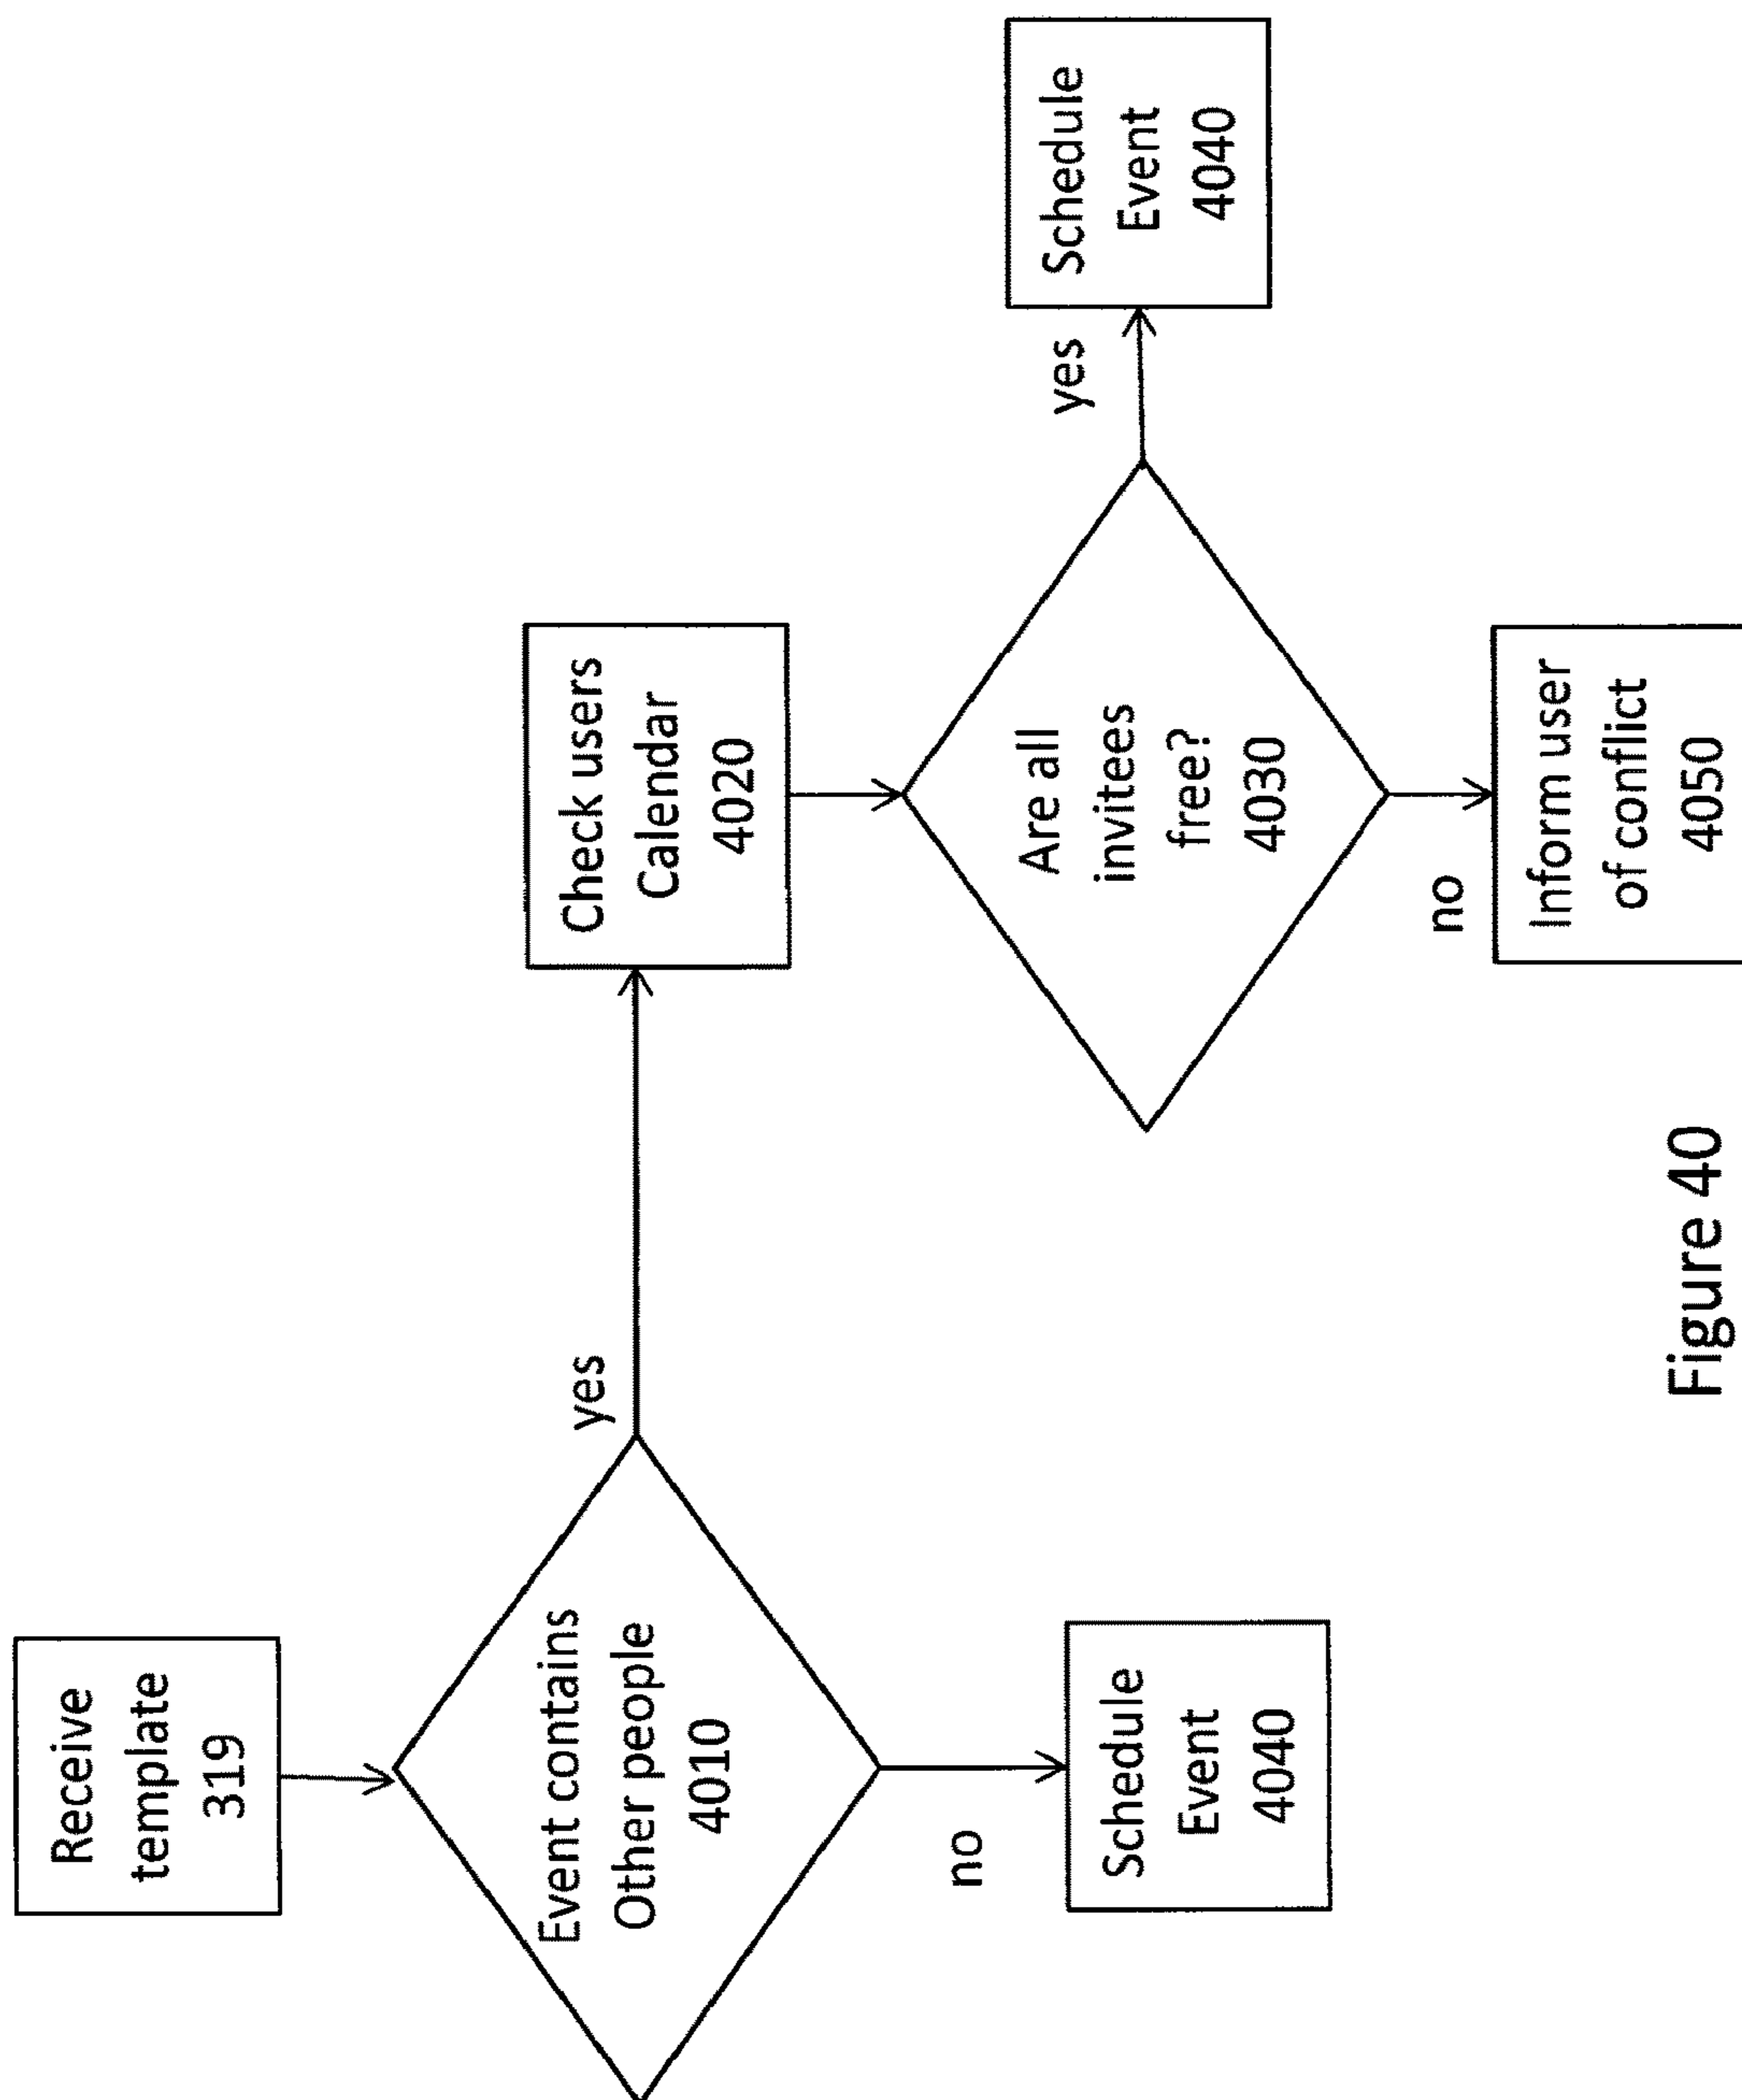 Receive
template
319
Event contains
Other people
4010
yes
no
Schedule
Event
4040
Check users
Calendar
4020
Are all
invitees
free?
4030
yes
no
Schedule
Event
4040
Inform user
of conflict
4050
Figure 40